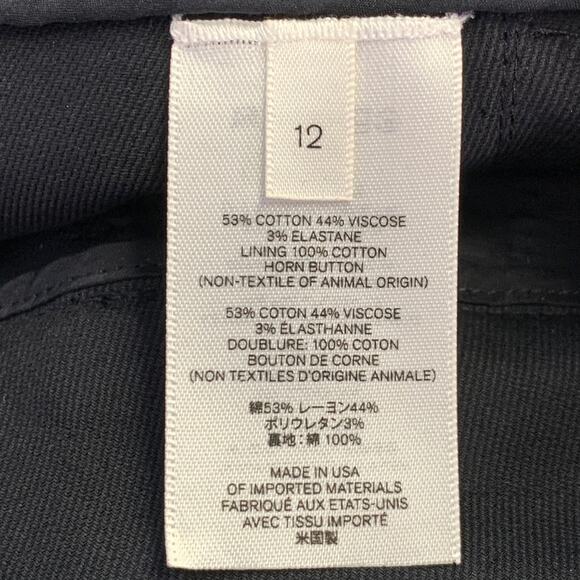 12
53% COTTON 44% VISCOSE
3% ELASTANE
LINING 100% COTTON
HORN BUTTON
(NON-TEXTILE OF ANIMAL ORIGIN)
53% COTON 44% VISCOSE
3% ÉLASTHANNE
DOUBLURE: 100% COTON
BOUTON DE CORNE
(NON TEXTILES D'ORIGINE ANIMALE)
綿53% レーヨン44%
ポリウレタン3%
裏地:綿 100%
MADE IN USA
OF IMPORTED MATERIALS
FABRIQUÉ AUX ETATS-UNIS
AVEC TISSU IMPORTÉ
米国製